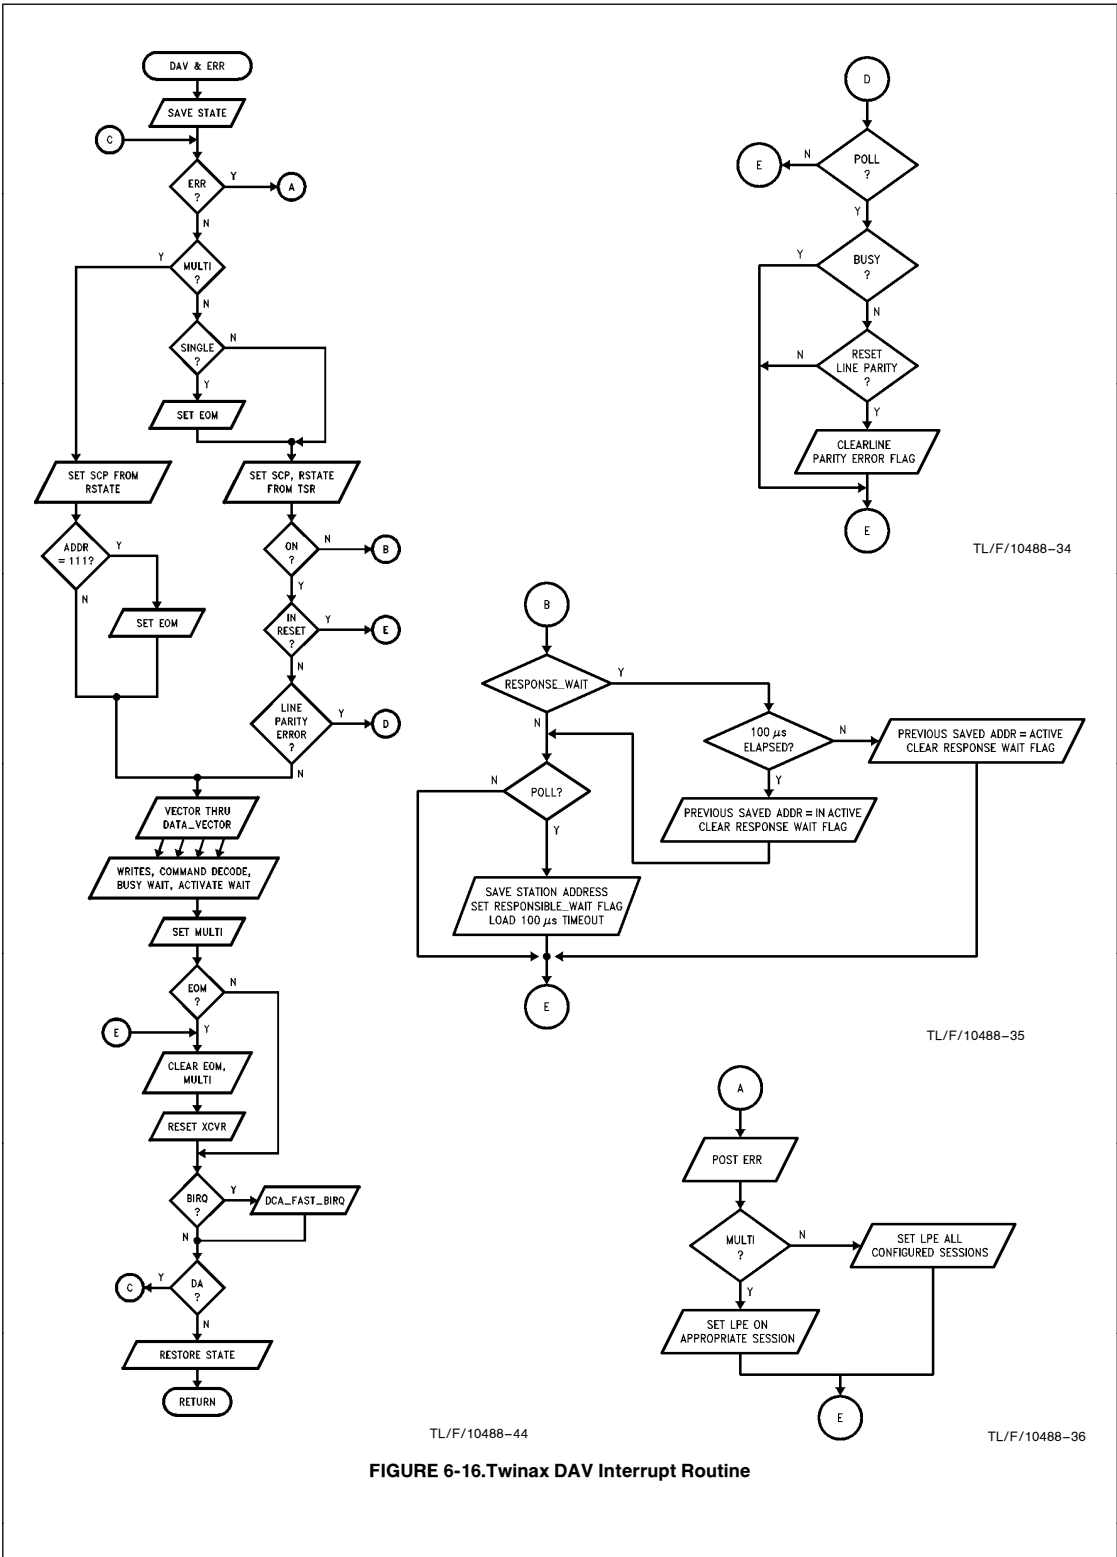 DAV & ERR
SAVE STATE
C
ERR
?
Y
A
N
MULTI
?
Y
N
SINGLE
?
N
Y
SET EOM
SET SCP FROM
RSTATE
SET SCP, RSTATE
FROM TSR
ADDR
= 111?
Y
N
SET EOM
ON
?
N
B
Y
IN
RESET
?
Y
E
N
LINE
PARITY
ERROR
?
Y
D
N
VECTOR THRU
DATA_VECTOR
WRITES, COMMAND DECODE,
BUSY WAIT, ACTIVATE WAIT
SET MULTI
EOM
?
N
Y
E
CLEAR EOM,
MULTI
RESET XCVR
BIRQ
?
Y
DCA_FAST_BIRQ
N
DA
?
Y
C
N
RESTORE STATE
RETURN
TL/F/10488–44
D
POLL
?
N
E
Y
BUSY
?
Y
N
RESET
LINE PARITY
?
N
Y
CLEARLINE
PARITY ERROR FLAG
E
TL/F/10488–34
B
RESPONSE_WAIT
Y
N
100 µs
ELAPSED?
N
PREVIOUS SAVED ADDR = ACTIVE
CLEAR RESPONSE WAIT FLAG
Y
PREVIOUS SAVED ADDR = IN ACTIVE
CLEAR RESPONSE WAIT FLAG
POLL?
N
Y
SAVE STATION ADDRESS
SET RESPONSIBLE_WAIT FLAG
LOAD 100 µs TIMEOUT
E
TL/F/10488–35
A
POST ERR
MULTI
?
N
SET LPE ALL
CONFIGURED SESSIONS
Y
SET LPE ON
APPROPRIATE SESSION
E
TL/F/10488–36
FIGURE 6-16.Twinax DAV Interrupt Routine